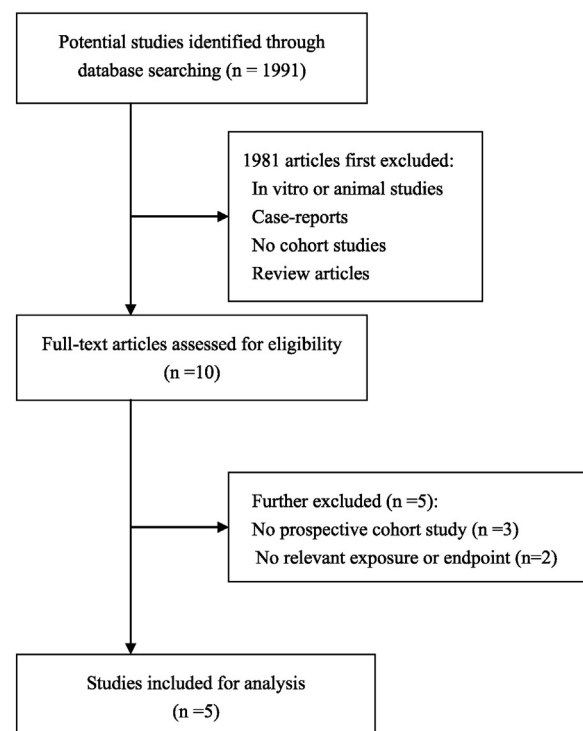 Potential studies identified through
database searching (n = 1991)
1981 articles first excluded:
In vitro or animal studies
Case-reports
No cohort studies
Review articles
Full-text articles assessed for eligibility
(n =10)
Further excluded (n =5):
No prospective cohort study (n =3)
No relevant exposure or endpoint (n=2)
Studies included for analysis
(n =5)